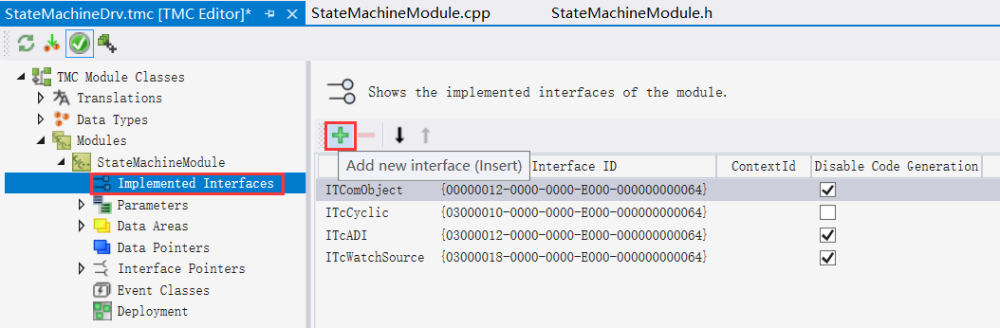 StateMachineDrv.tmc [TMC Editor]*
StateMachineModule.cpp
StateMachineModule.h
TMC Module Classes
Translations
Data Types
Modules
StateMachineModule
Implemented Interfaces
Parameters
Data Areas
Data Pointers
Interface Pointers
Event Classes
Deployment
Shows the implemented interfaces of the module.
Add new interface (Insert)
Interface ID ContextId Disable Code Generation
ITComObject {00000012-0000-0000-E000-000000000064}
ITcCyclic {03000010-0000-0000-E000-000000000064}
ITcADI {03000012-0000-0000-E000-000000000064}
ITcWatchSource {03000018-0000-0000-E000-000000000064}